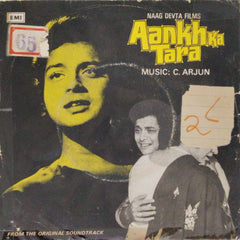 EMI
NAAG DEVTA FILMS
65
Aankh Ka
Tara
MUSIC: C. ARJUN
2
FROM THE ORIGINAL SOUNDTRACK